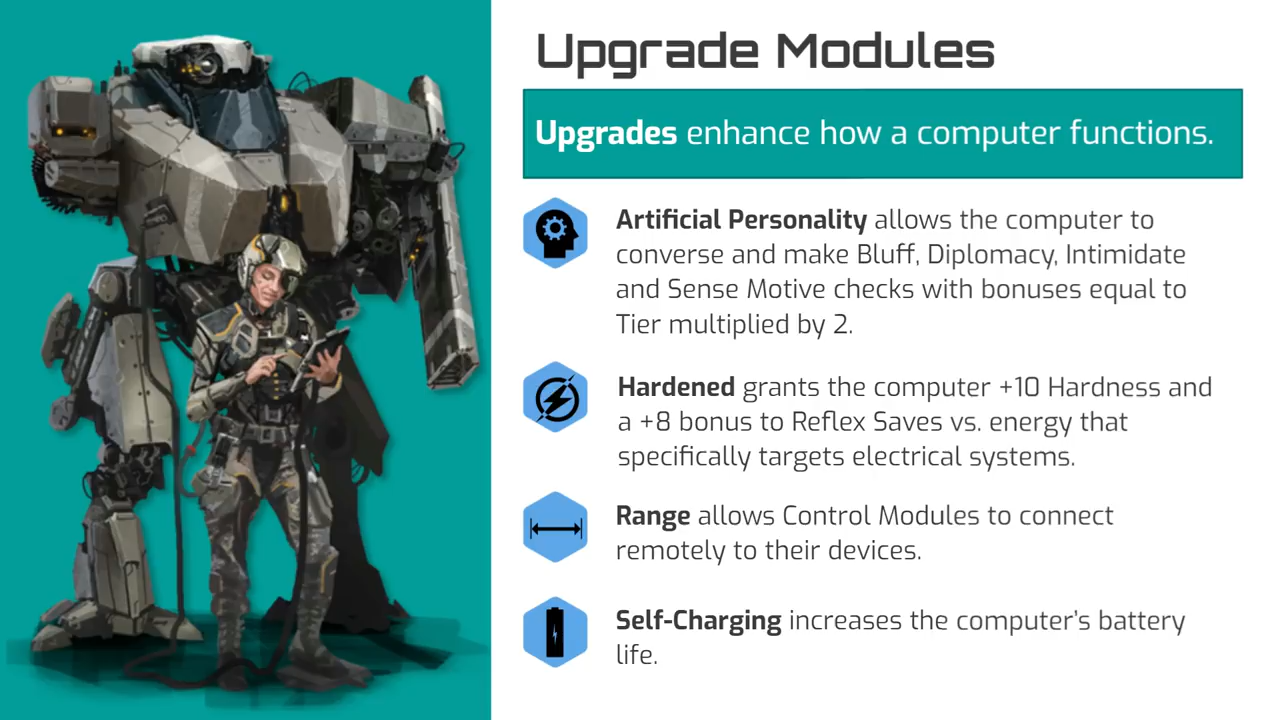 Upgrade Modules
Upgrades enhance how a computer functions.
Artificial Personality allows the computer to
converse and make Bluff, Diplomacy, Intimidate
and Sense Motive checks with bonuses equal to
Tier multiplied by 2.
Hardened grants the computer +10 Hardness and
a +8 bonus to Reflex Saves vs. energy that
specifically targets electrical systems.
Range allows Control Modules to connect
remotely to their devices.
Self-Charging increases the computer's battery
life.